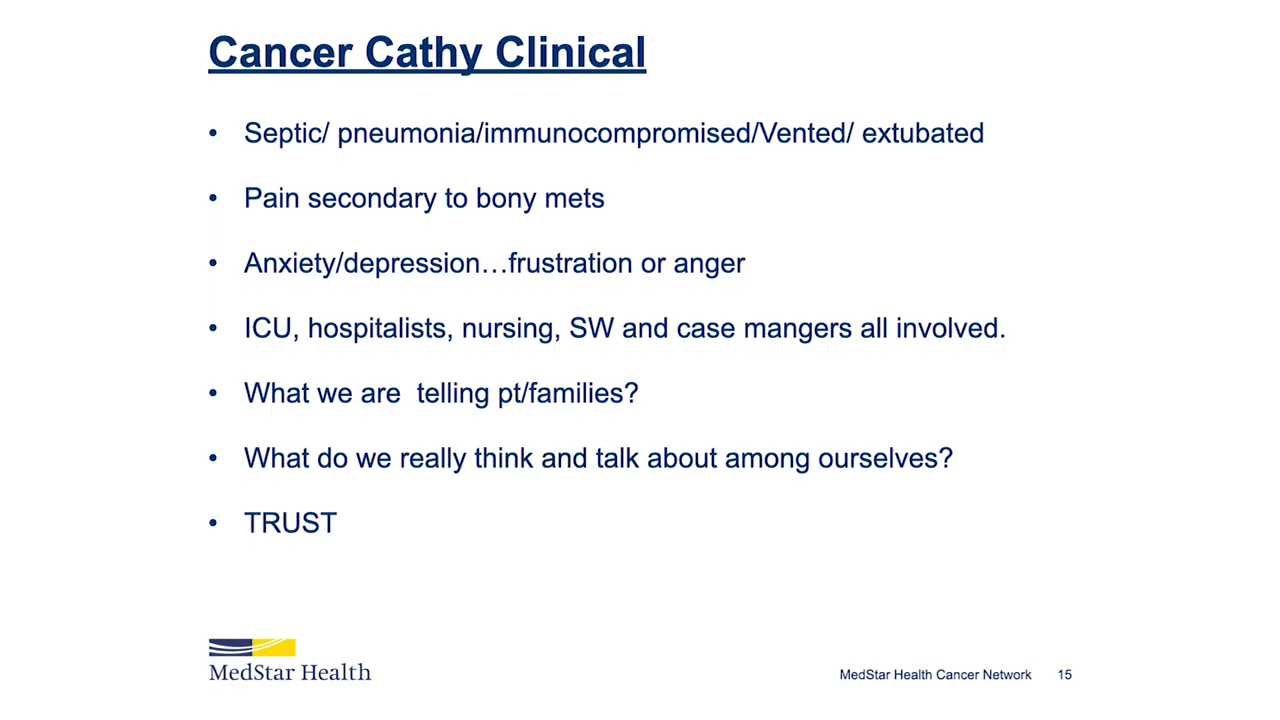 Cancer Cathy Clinical
• Septic/ pneumonia/immunocompromised/Vented/ extubated
• Pain secondary to bony mets
• Anxiety/depression…frustration or anger
• ICU, hospitalists, nursing, SW and case mangers all involved.
• What we are  telling pt/families?
• What do we really think and talk about among ourselves?
• TRUST
MedStar Health
MedStar Health Cancer Network 15